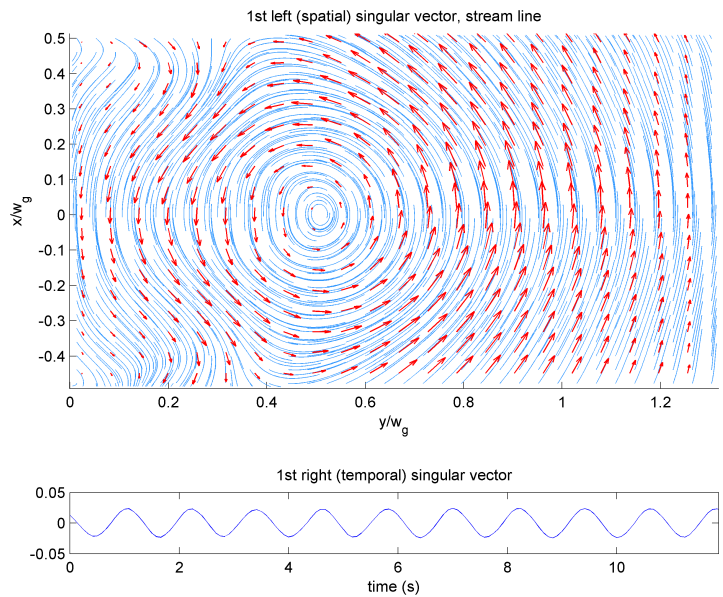 1st left (spatial) singular vector, stream line
0.5
0.4
0.3
0.2
0.1
0
-0.1
-0.2
-0.3
-0.4
x/wg
0 0.2 0.4 0.6 0.8 1 1.2
y/wg
1st right (temporal) singular vector
0.05
0
-0.05
0 2 4 6 8 10
time (s)